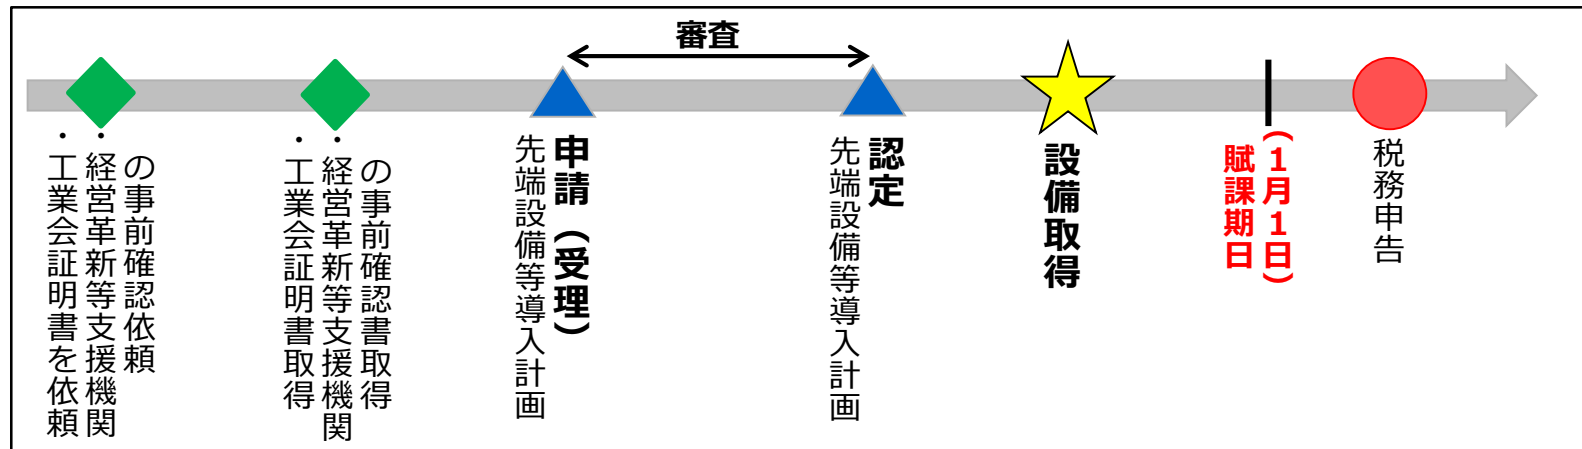 審査
・経営革新等支援機関
の事前確認依頼
・工業会証明書を依頼
・経営革新等支援機関
の事前確認書取得
・工業会証明書取得
先端設備等導入計画
申請（受理）
先端設備等導入計画
認定
設備取得
賦課期日
（1月1日）
税務申告